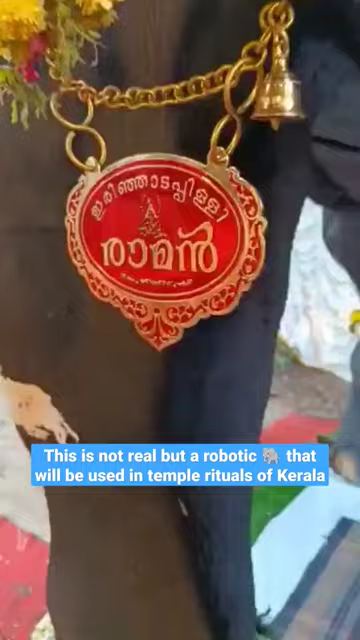 ഇരിഞ്ഞാടപ്പിള്ളി
രാമൻ
This is not real but a robotic 🐘 that
will be used in temple rituals of Kerala